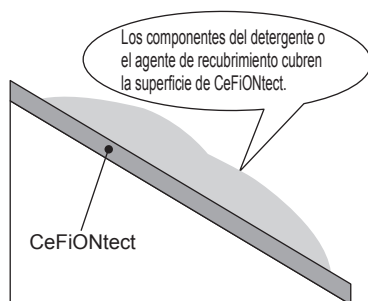 Los componentes del detergente o
el agente de recubrimiento cubren
la superficie de CeFiONtect.
CeFiONtect